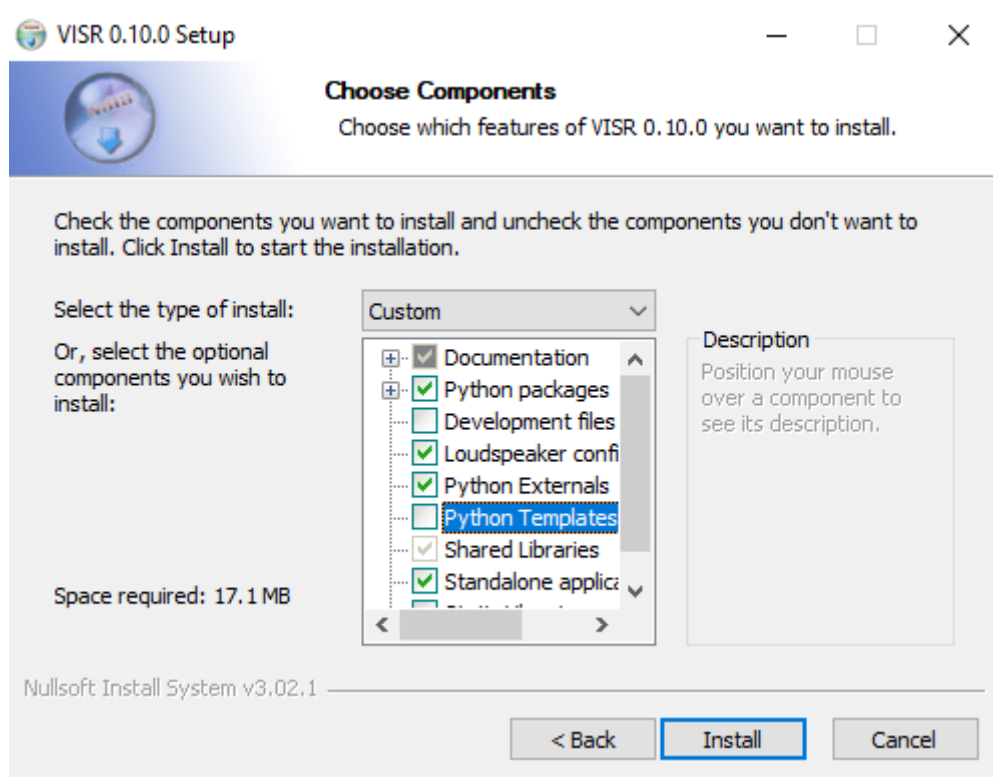 VISR 0.10.0 Setup
Choose Components
Choose which features of VISR 0.10.0 you want to install.
Check the components you want to install and uncheck the components you don't want to
install. Click Install to start the installation.
Select the type of install:
Custom
Or, select the optional
components you wish to
install:
Documentation
Python packages
Development files
Loudspeaker confi
Python Externals
Python Templates
Shared Libraries
Standalone applica
Description
Position your mouse
over a component to
see its description.
Space required: 17.1 MB
Nullsoft Install System v3.02.1
< Back
Install
Cancel